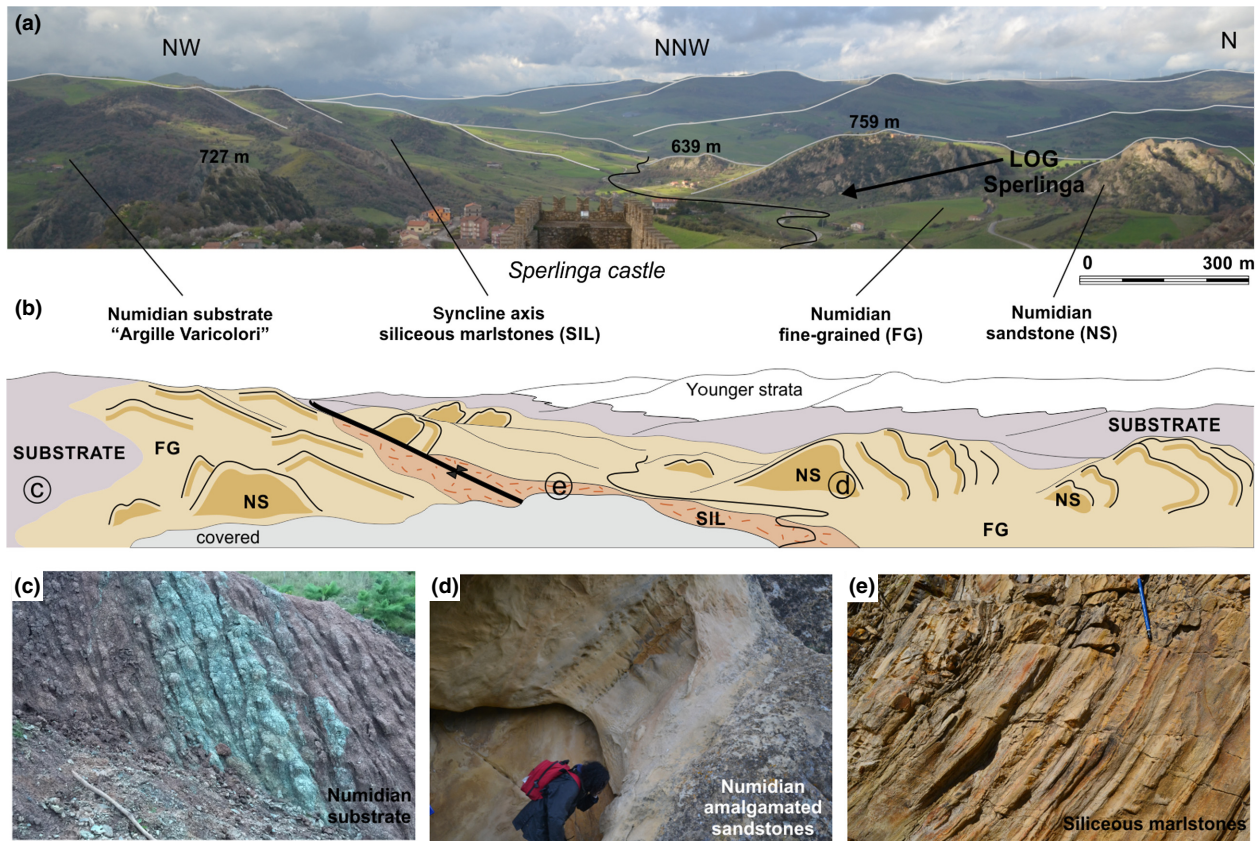 (a)
NW
NNW
N
727 m
639 m
759 m
LOG
Sperlinga
Sperlinga castle
0 300 m
(b)
Numidian substrate
“Argille Varicolori”
Syncline axis
siliceous marlstones (SIL)
Numidian
fine-grained (FG)
Numidian
sandstone (NS)
Younger strata
SUBSTRATE
FG
SUBSTRATE
c
NS
e
NS
d
NS
SIL
FG
covered
(c)
Numidian
substrate
(d)
Numidian
amalgamated
sandstones
(e)
Siliceous marlstones